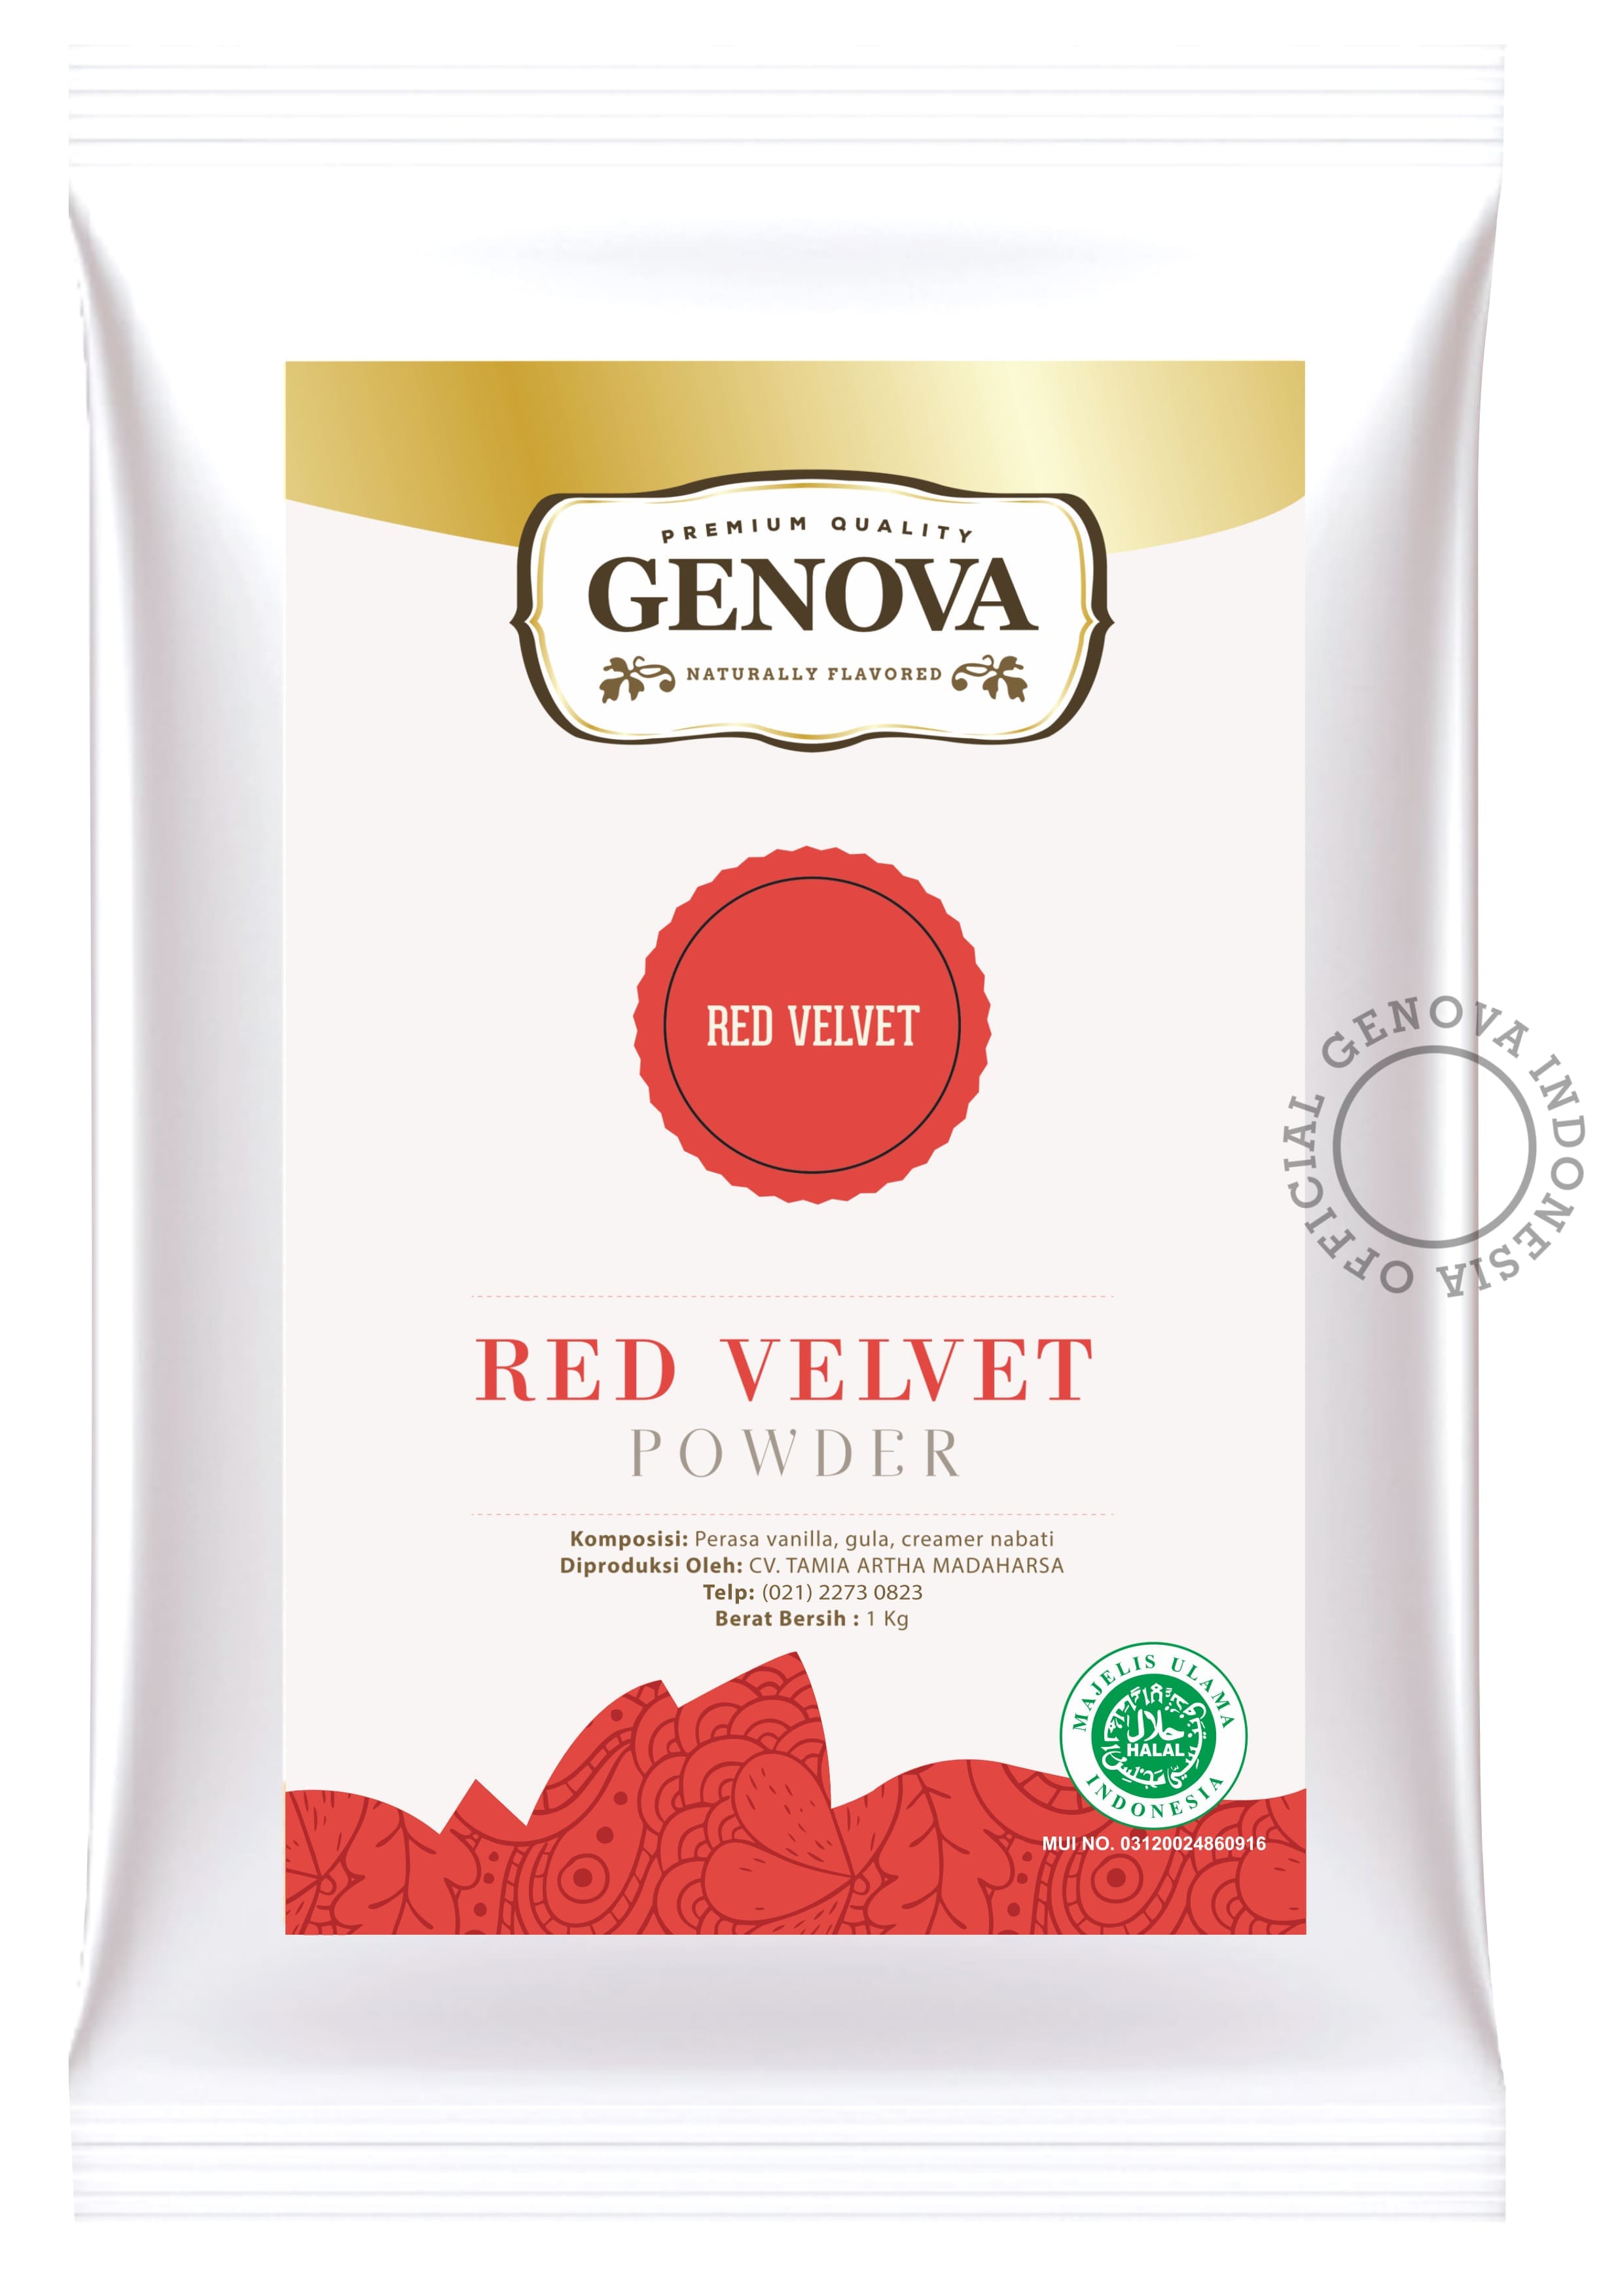 PREMIUM QUALITY
GENOVA
NATURALLY FLAVORED
RED VELVET
OFFICIAL GENOVA INDONESIA
RED VELVET
POWDER
Komposisi: Perasa vanilla, gula, creamer nabati
Diproduksi Oleh: CV. TAMIA ARTHA MADAHARSA
Telp: (021) 2273 0823
Berat Bersih : 1 Kg
MAJELIS ULAMA
حلال
HALAL
INDONESIA
MUI NO. 03120024860916